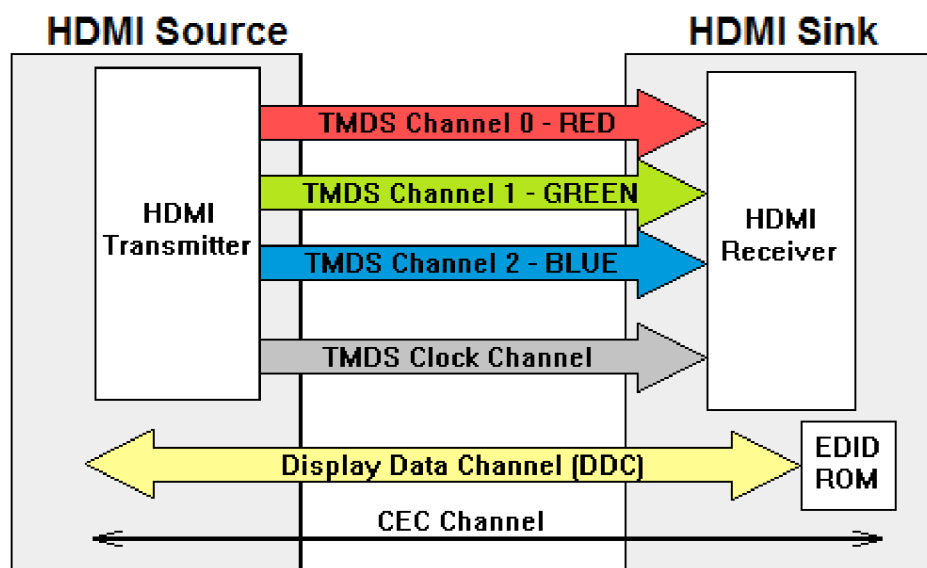 HDMI Source
HDMI Sink
TMDS Channel 0 - RED
TMDS Channel 1 - GREEN
HDMI
Transmitter
HDMI
Receiver
TMDS Channel 2 - BLUE
TMDS Clock Channel
Display Data Channel (DDC)
EDID
ROM
CEC Channel